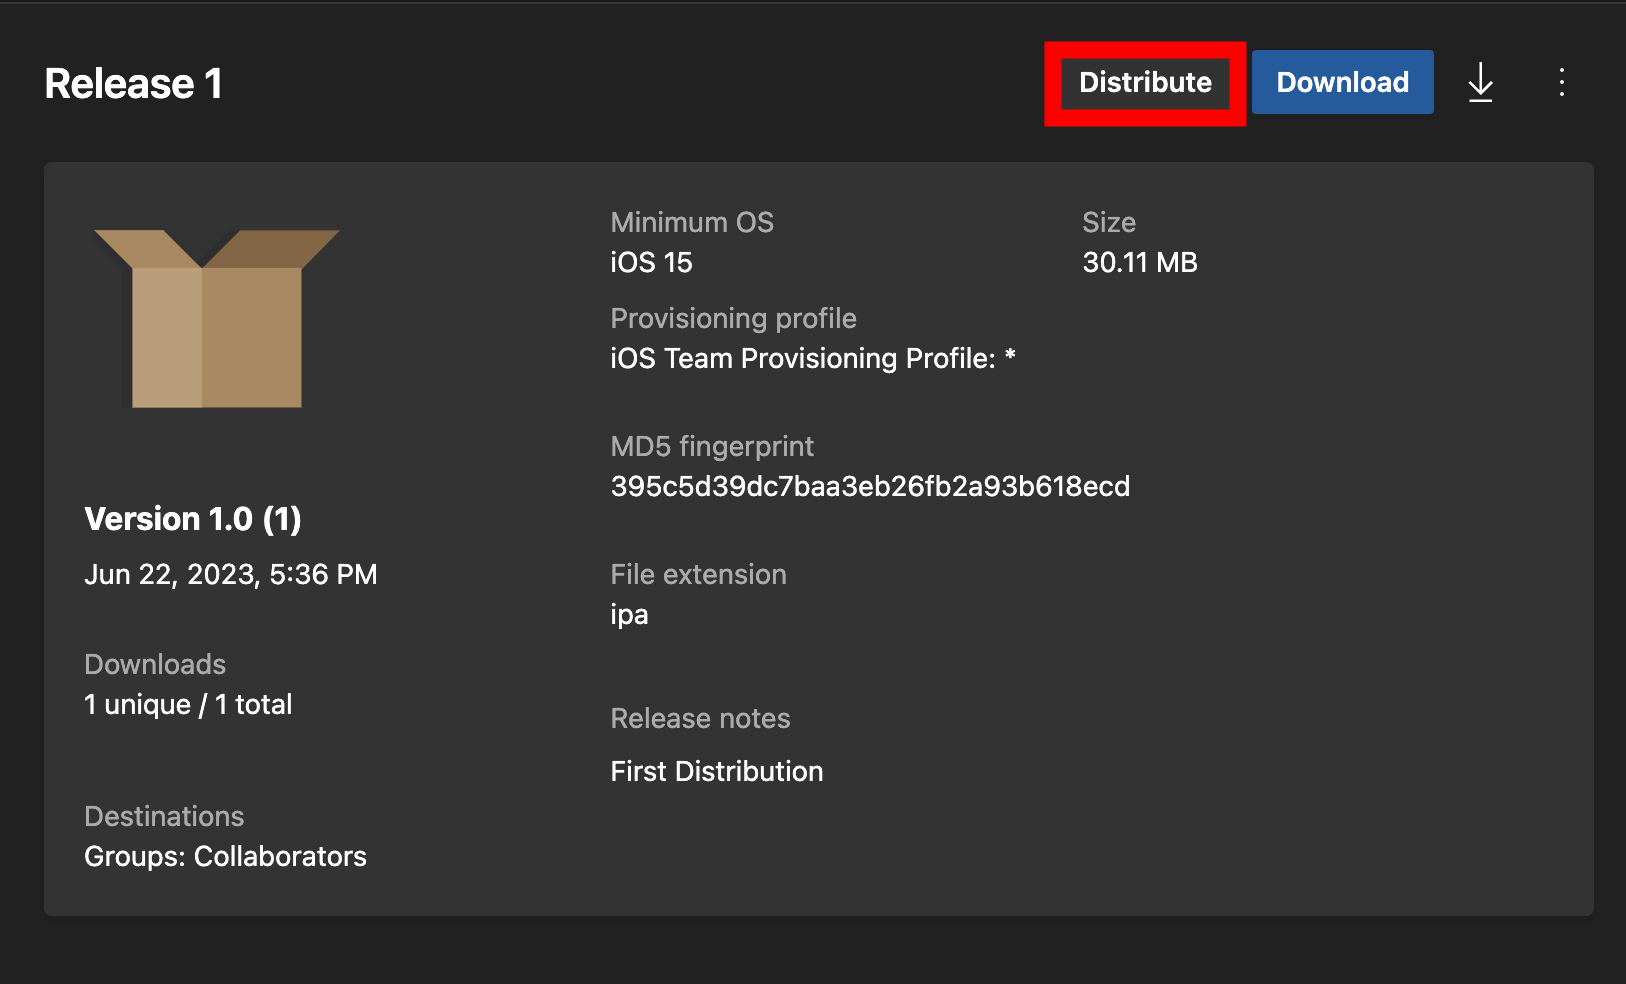 Release 1
Distribute
Download
Minimum OS
iOS 15
Size
30.11 MB
Provisioning profile
iOS Team Provisioning Profile: *
MD5 fingerprint
395c5d39dc7baa3eb26fb2a93b618ecd
Version 1.0 (1)
Jun 22, 2023, 5:36 PM
File extension
ipa
Downloads
1 unique / 1 total
Release notes
First Distribution
Destinations
Groups: Collaborators